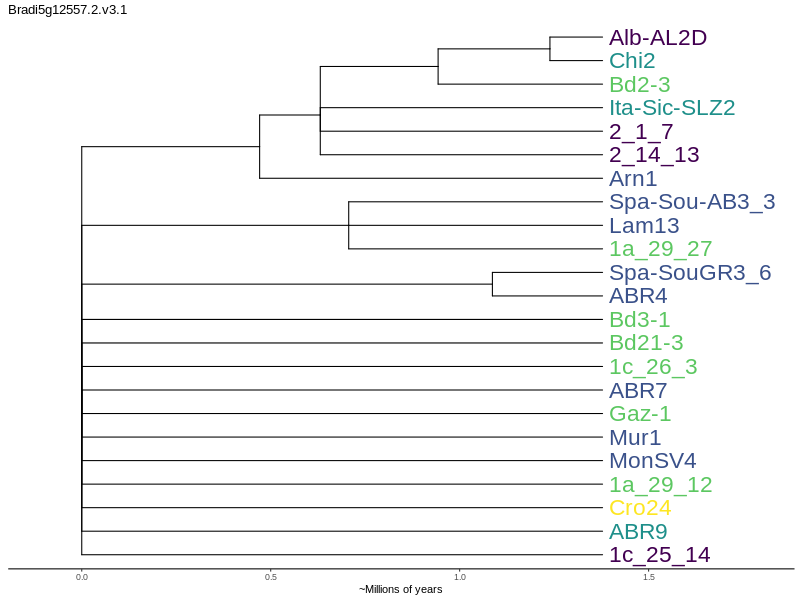 Bradi5g12557.2.v3.1
Alb-AL2D
Chi2
Bd2-3
Ita-Sic-SLZ2
2_1_7
2_14_13
Arn1
Spa-Sou-AB3_3
Lam13
1a_29_27
Spa-SouGR3_6
ABR4
Bd3-1
Bd21-3
1c_26_3
ABR7
Gaz-1
Mur1
MonSV4
1a_29_12
Cro24
ABR9
1c_25_14
0.0 0.5 1.0 1.5
~Millions of years